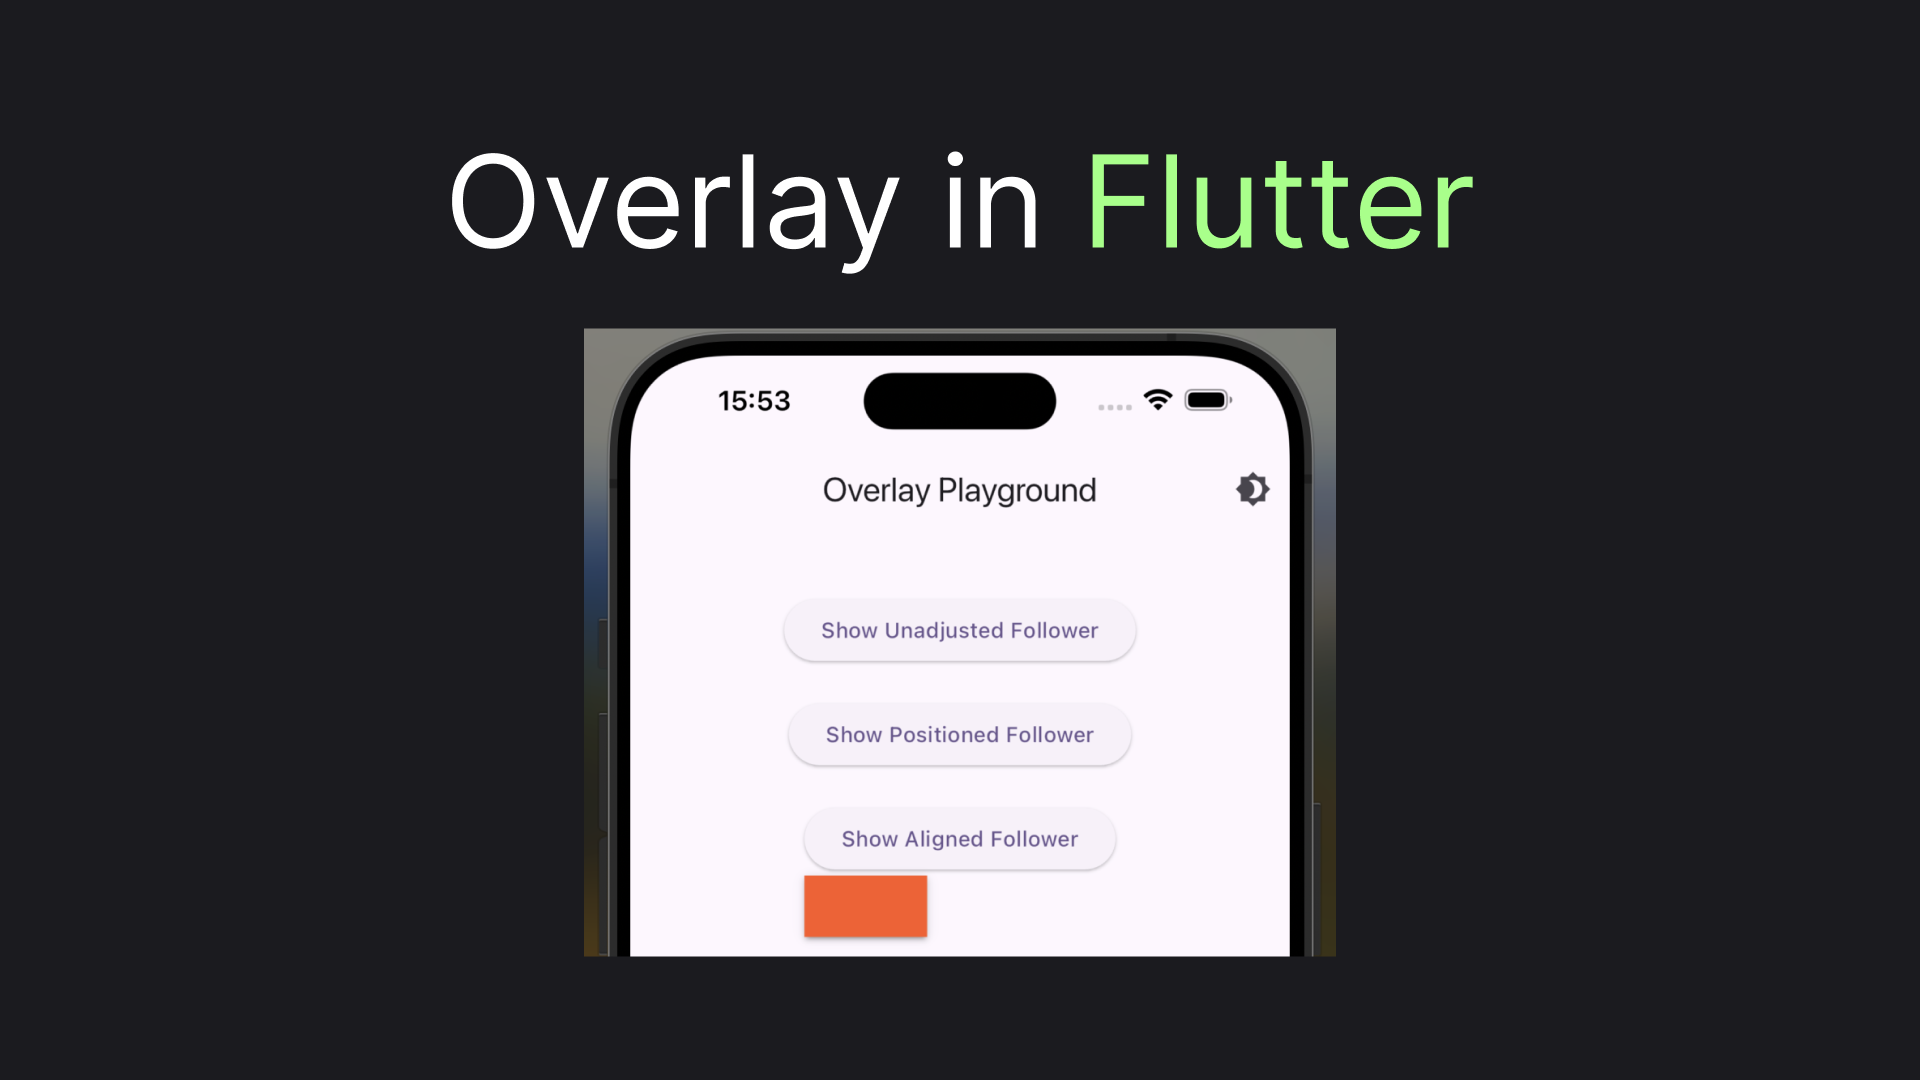 Overlay in Flutter
15:53
Overlay Playground
Show Unadjusted Follower
Show Positioned Follower
Show Aligned Follower